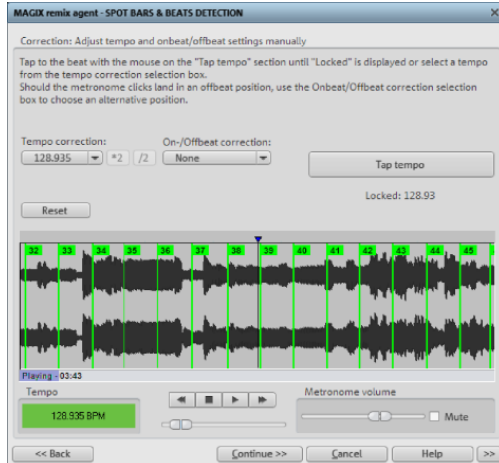 MAGIX remix agent - SPOT BARS & BEATS DETECTION
Correction: Adjust tempo and onbeat/offbeat settings manually
Tap to the beat with the mouse on the "Tap tempo" section until "Locked" is displayed or select a tempo
from the tempo correction selection box.
Should the metronome clicks land in an offbeat position, use the Onbeat/Offbeat correction selection
box to choose an alternative position.
Tempo correction: On-/Offbeat correction:
128.935 *2 /2 None Tap tempo
Locked: 128.93
Reset
32 33 34 35 36 37 38 39 40 41 42 43 44 45
Playing - 03:43
Tempo Metronome volume
128.935 BPM Mute
<< Back Continue >> Cancel Help >>